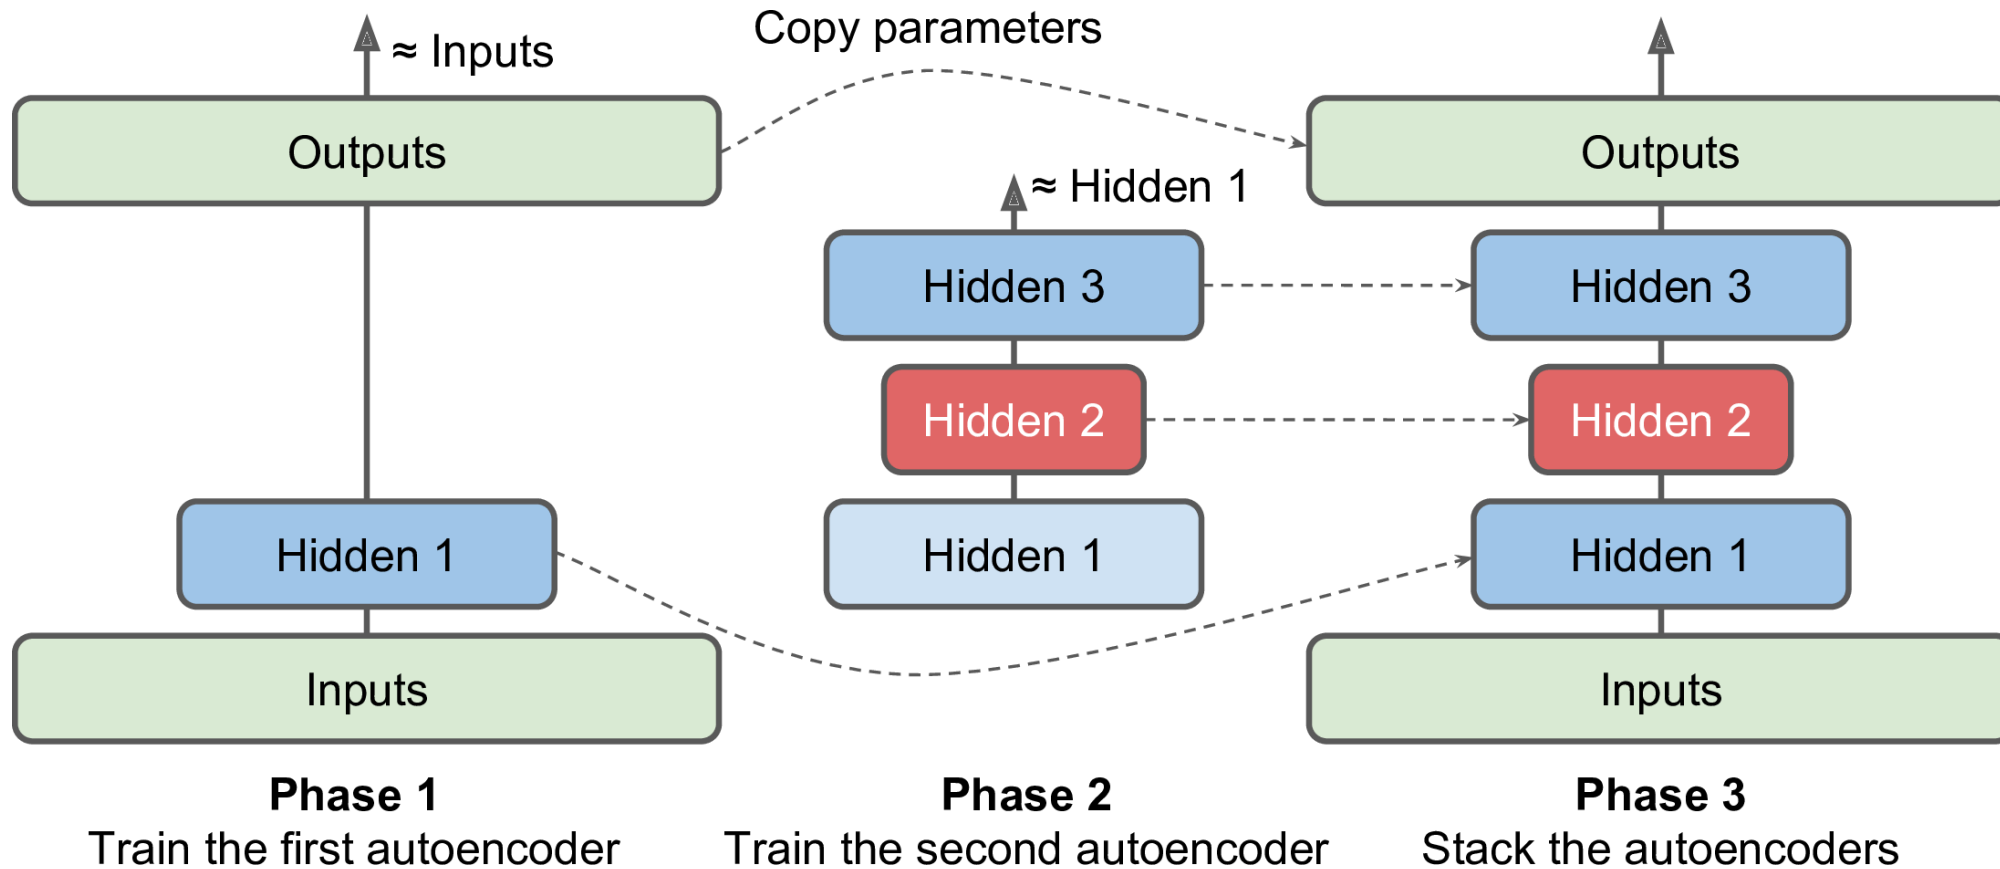 ≈ Inputs
Copy parameters
Outputs
Outputs
≈ Hidden 1
Hidden 3
Hidden 3
Hidden 2
Hidden 2
Hidden 1
Hidden 1
Hidden 1
Inputs
Inputs
Phase 1
Train the first autoencoder
Phase 2
Train the second autoencoder
Phase 3
Stack the autoencoders